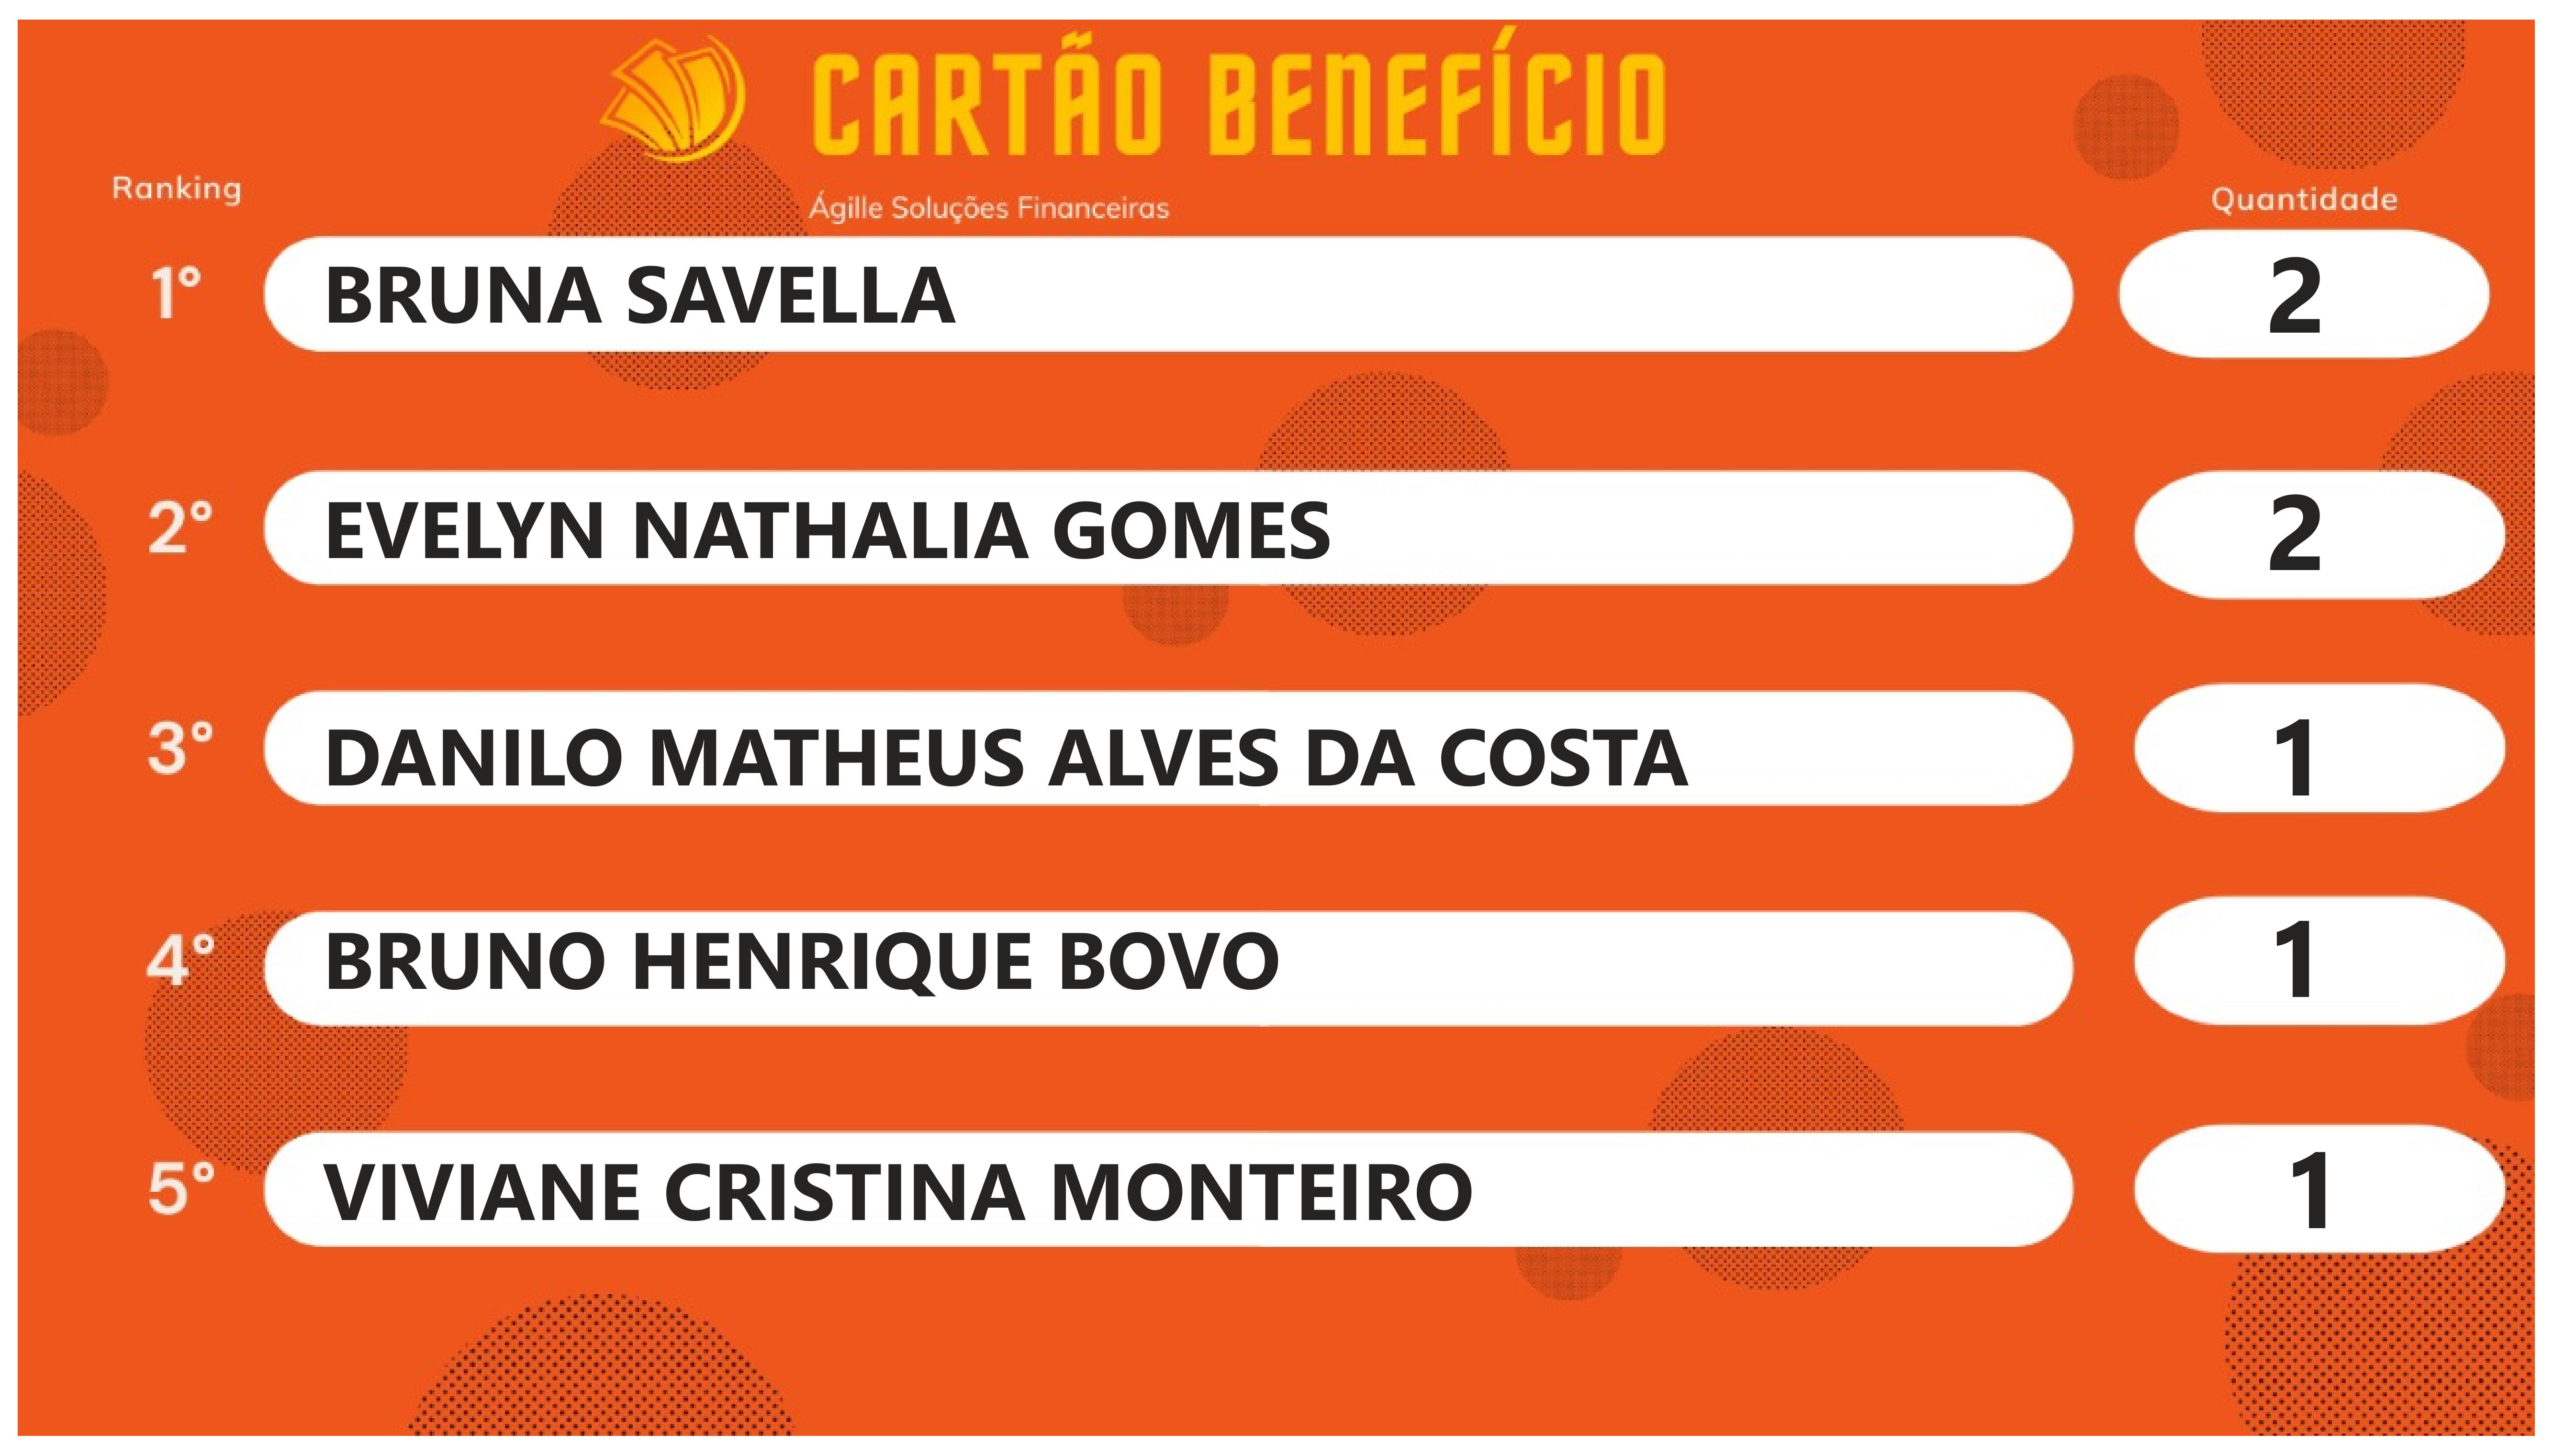 CARTÃO BENEFÍCIO
Ranking
Ágille Soluções Financeiras
Quantidade
1° BRUNA SAVELLA 2
2° EVELYN NATHALIA GOMES 2
3° DANILO MATHEUS ALVES DA COSTA 1
4° BRUNO HENRIQUE BOVO 1
5° VIVIANE CRISTINA MONTEIRO 1